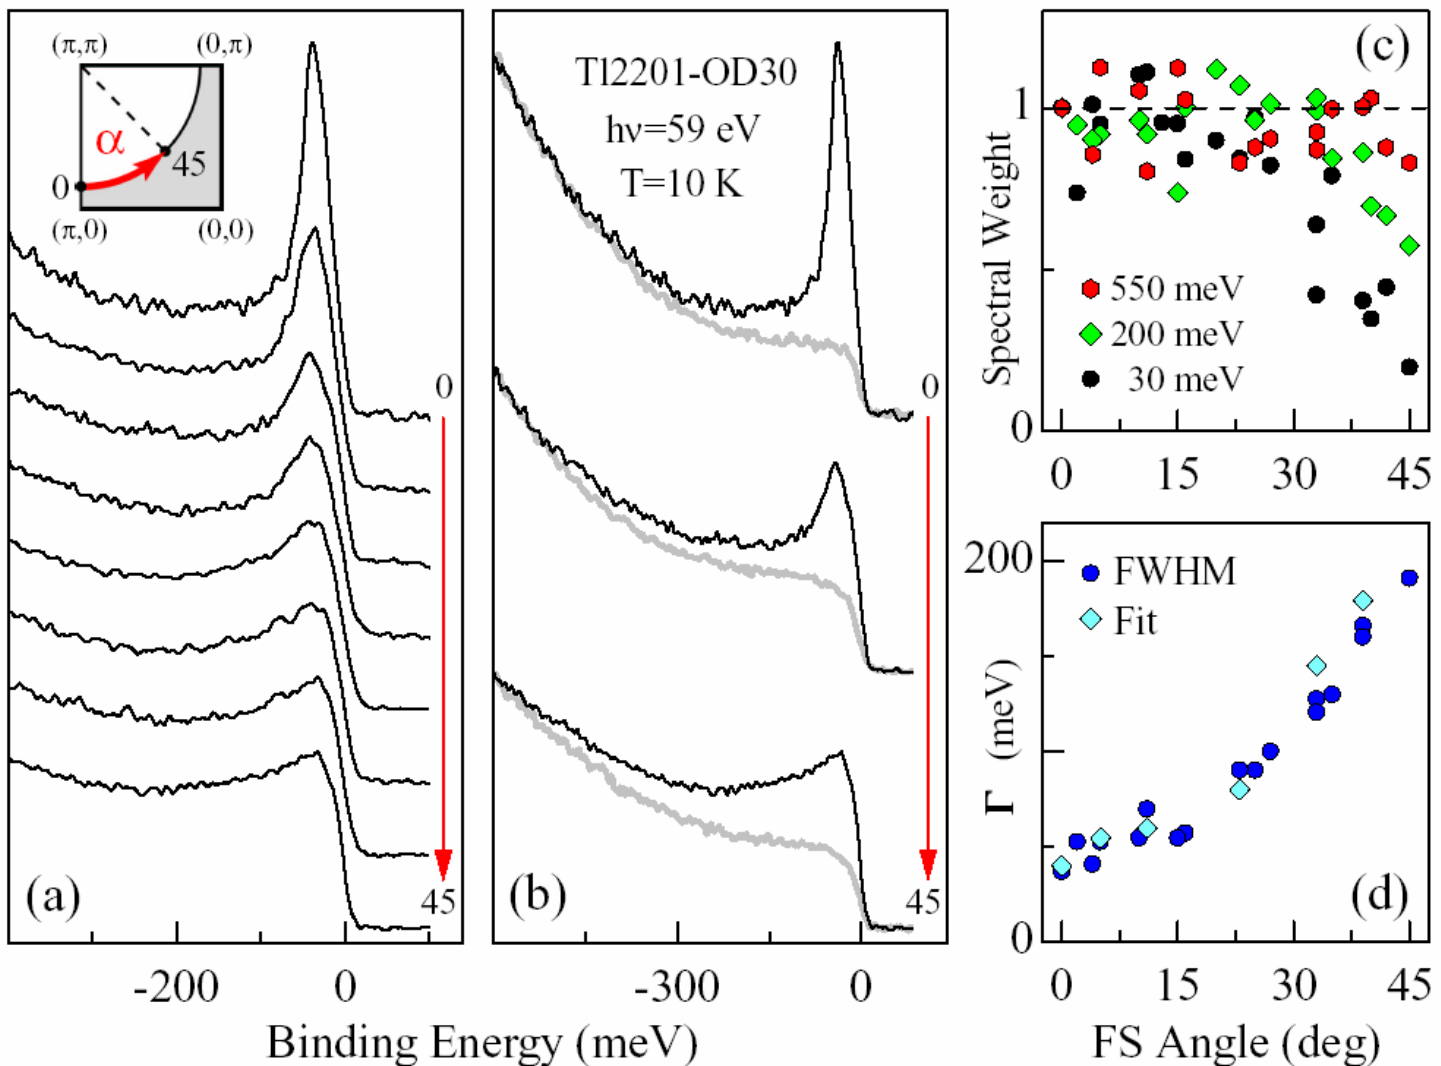 (π,π) (0,π)
α
0 45
(π,0) (0,0)
0
45
(a)
-200 0
Tl2201-OD30
hν=59 eV
T=10 K
0
45
(b)
-300 0
Binding Energy (meV)
(c)
1
Spectral Weight
550 meV
200 meV
30 meV
0
0 15 30 45
200
FWHM
Fit
Γ (meV)
(d)
0
0 15 30 45
FS Angle (deg)